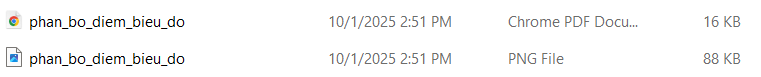 phan_bo_diem_bieu_do 10/1/2025 2:51 PM Chrome PDF Docu... 16 KB
phan_bo_diem_bieu_do 10/1/2025 2:51 PM PNG File 88 KB